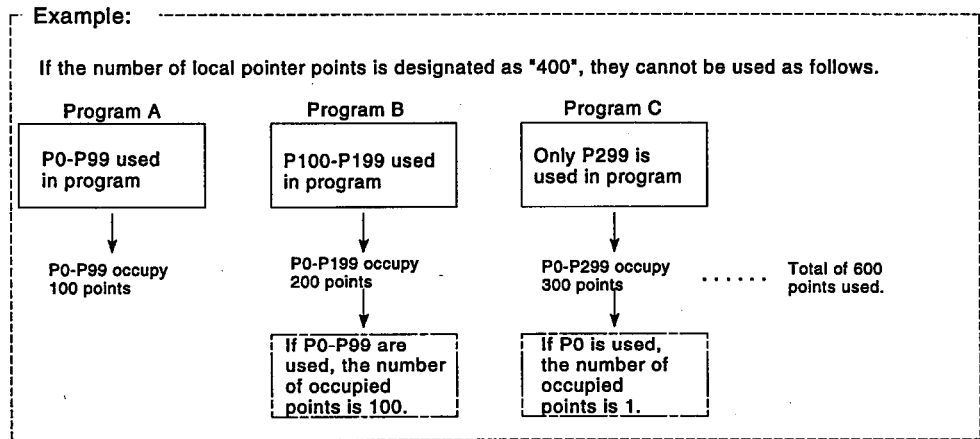 Example:
If the number of local pointer points is designated as "400", they cannot be used as follows.
Program A
P0-P99 used
in program
P0-P99 occupy
100 points
Program B
P100-P199 used
in program
P0-P199 occupy
200 points
If P0-P99 are
used, the number
of occupied
points is 100.
Program C
Only P299 is
used in program
P0-P299 occupy
300 points
If P0 is used,
the number of
occupied
points is 1.
......
Total of 600
points used.